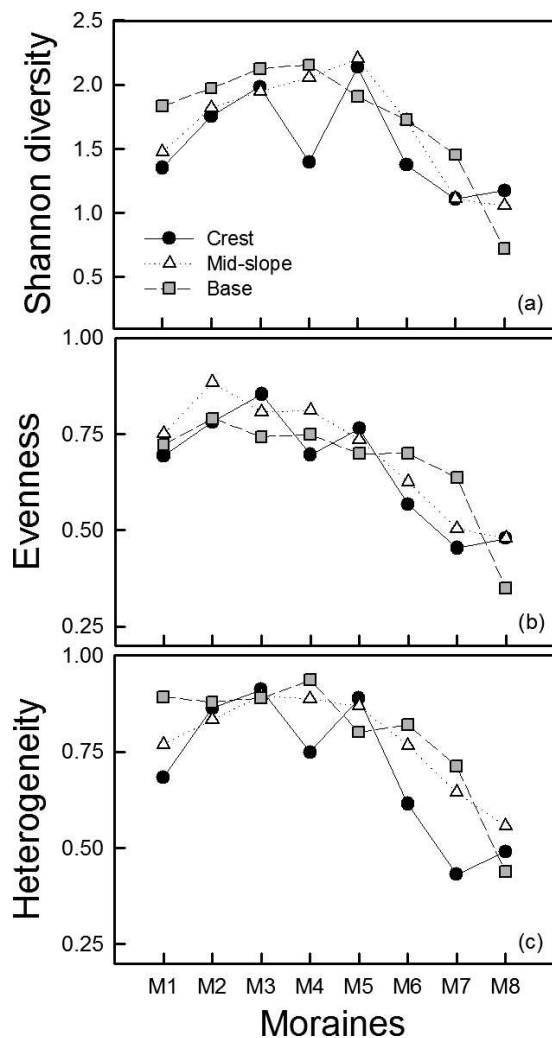 Shannon diversity
2.5
2.0
1.5
1.0
0.5
Crest
Mid-slope
Base
(a)
Evenness
1.00
0.75
0.50
0.25
(b)
Heterogeneity
1.00
0.75
0.50
0.25
(c)
M1 M2 M3 M4 M5 M6 M7 M8
Moraines